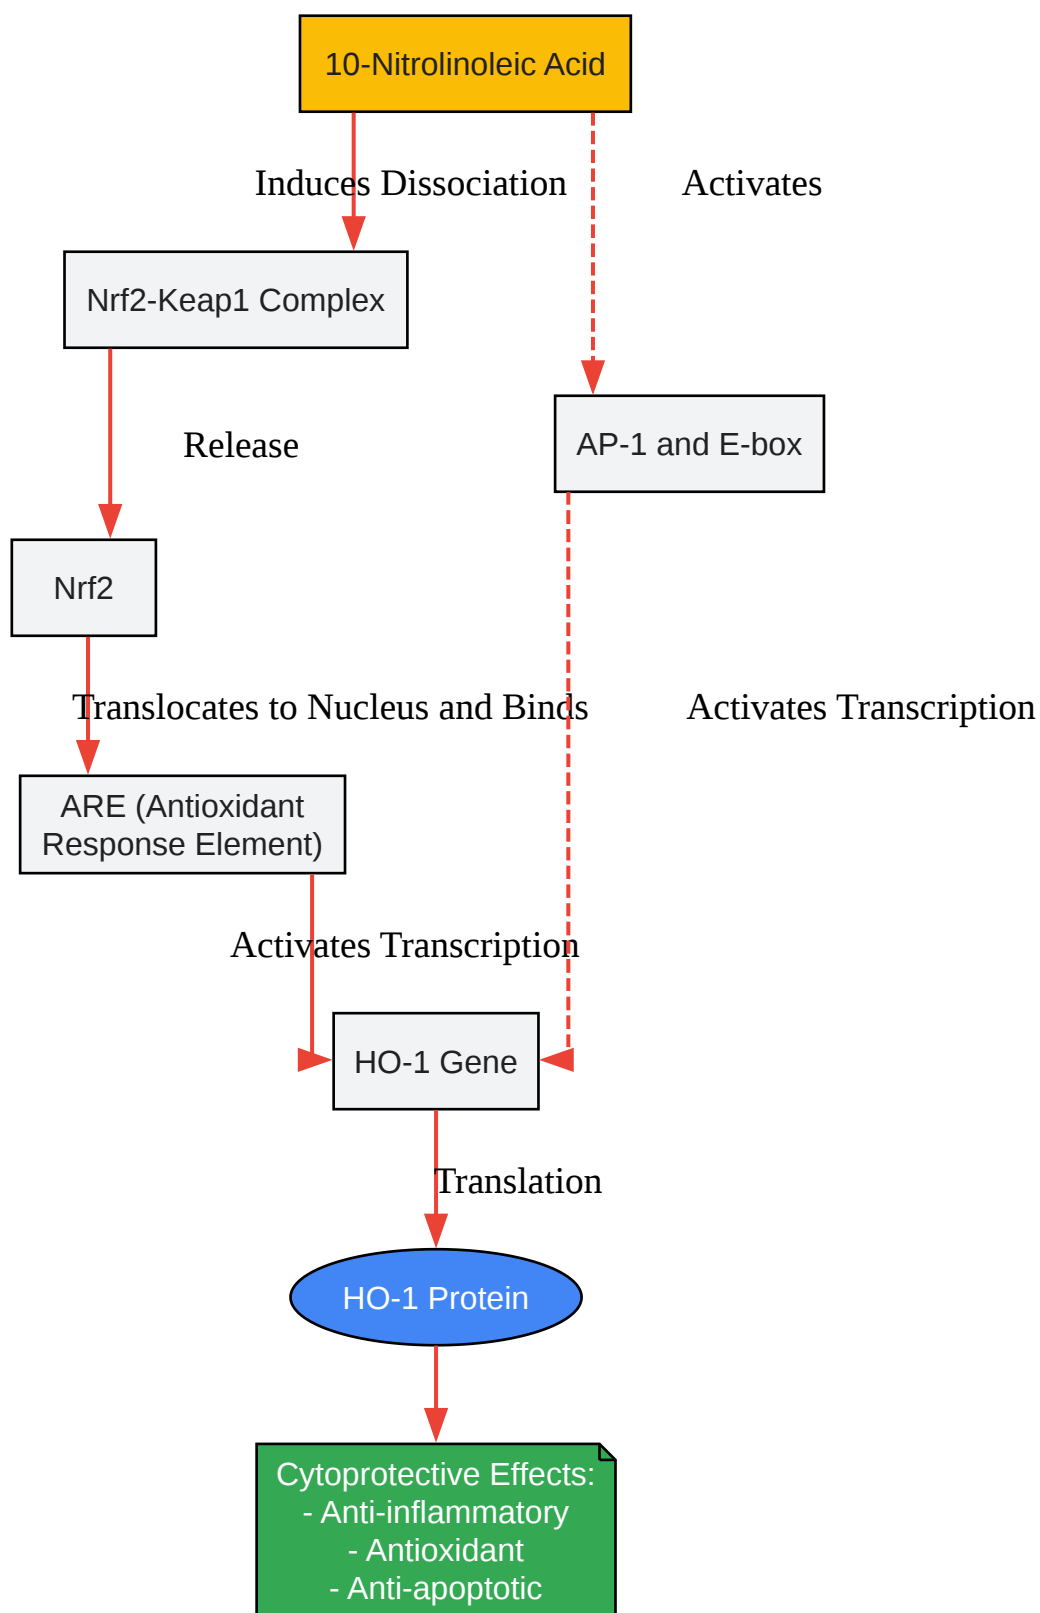 10-Nitrolinoleic Acid
Induces Dissociation
Activates
Nrf2-Keap1 Complex
Release
AP-1 and E-box
Nrf2
Translocates to Nucleus and Binds
Activates Transcription
ARE (Antioxidant
Response Element)
Activates Transcription
HO-1 Gene
Translation
HO-1 Protein
Cytoprotective Effects:
- Anti-inflammatory
- Antioxidant
- Anti-apoptotic